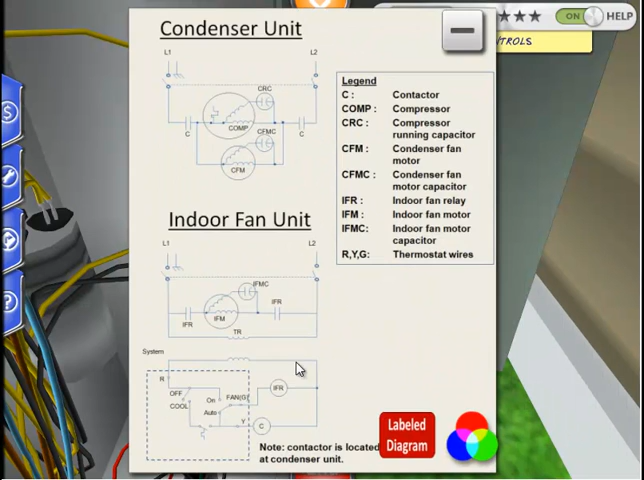 Condenser Unit
ON
HELP
L1
L2
CRC
C
COMP
C
CFMC
CFM
Legend
C : Contactor
COMP : Compressor
CRC : Compressor
running capacitor
CFM : Condenser fan
motor
CFMC : Condenser fan
motor capacitor
IFR : Indoor fan relay
IFM : Indoor fan motor
IFMC: Indoor fan motor
capacitor
R,Y,G: Thermostat wires
Indoor Fan Unit
L1
L2
IFMC
IFR
IFM
IFR
TR
System
R
OFF
COOL
On
Auto
FAN(G)
IFR
Y
C
Labeled
Diagram
Note: contactor is located
at condenser unit.